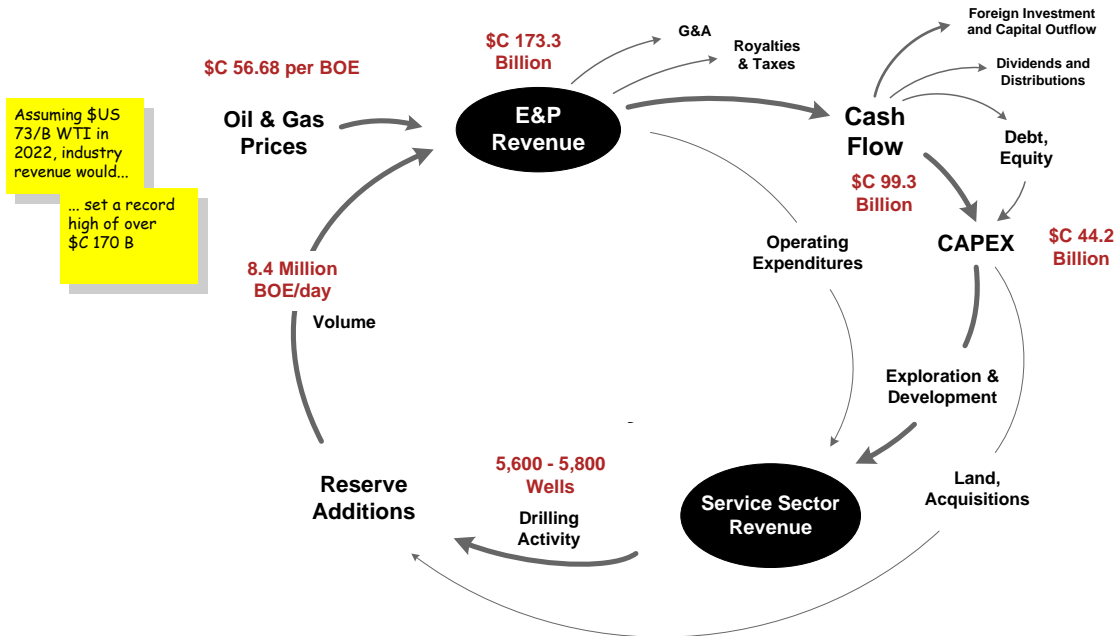 Foreign Investment
and Capital Outflow
G&A
$C 173.3
Billion
Royalties
& Taxes
$C 56.68 per BOE
Dividends and
Distributions
Assuming $US
73/B WTI in
2022, industry
revenue would...
Oil & Gas
Prices
E&P
Revenue
Cash
Flow
Debt,
Equity
... set a record
high of over
$C 170 B
$C 99.3
Billion
CAPEX
$C 44.2
Billion
Operating
Expenditures
8.4 Million
BOE/day
Volume
Exploration &
Development
5,600 - 5,800
Wells
Drilling
Activity
Reserve
Additions
Service Sector
Revenue
Land,
Acquisitions